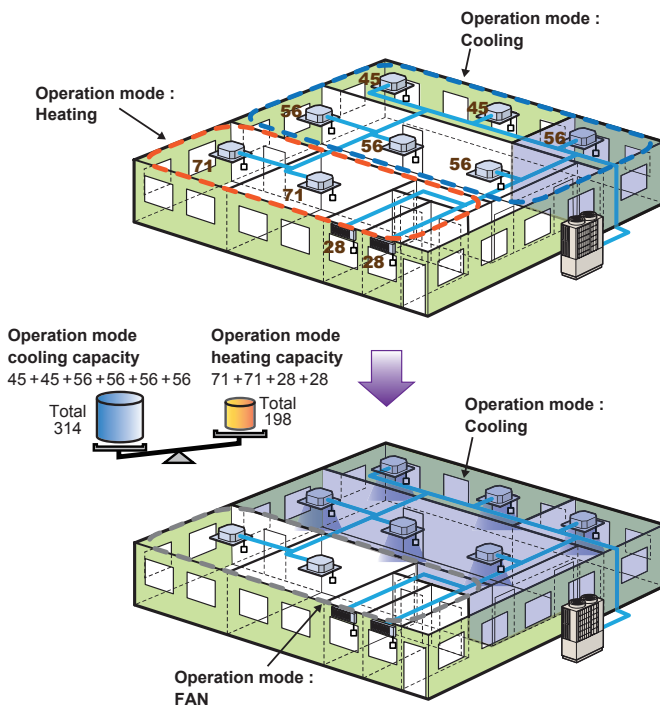 Operation mode :
Cooling
Operation mode :
Heating
45
56
45
56
56
71
56
71
28
28
Operation mode
cooling capacity
45 +45+56 +56 +56 +56
Total
314
Operation mode
heating capacity
71 +71 +28 +28
Total
198
Operation mode :
Cooling
Operation mode :
FAN